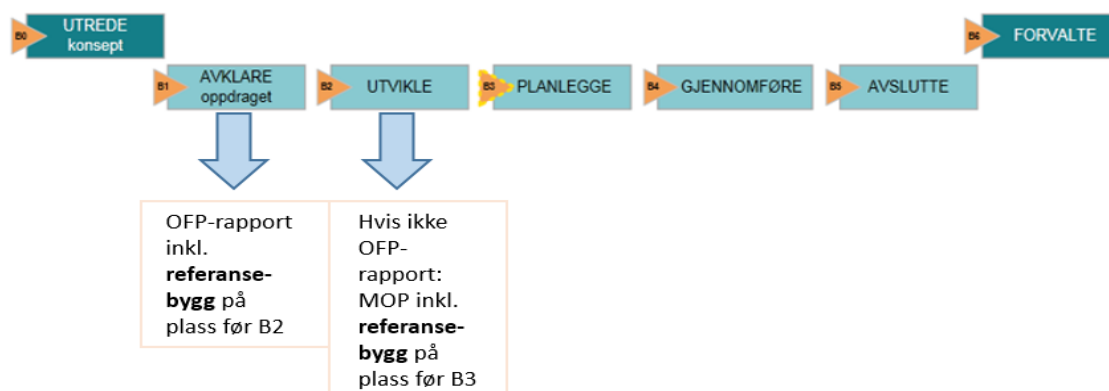 B0
UTREDE
konsept
B1
AVKLARE
oppdraget
B2
UTVIKLE
B3
PLANLEGGE
B4
GJENNOMFØRE
B5
AVSLUTTE
B6
FORVALTE
OFP-rapport
inkl.
referanse-
bygg på
plass før B2
Hvis ikke
OFP-
rapport:
MOP inkl.
referanse-
bygg på
plass før B3